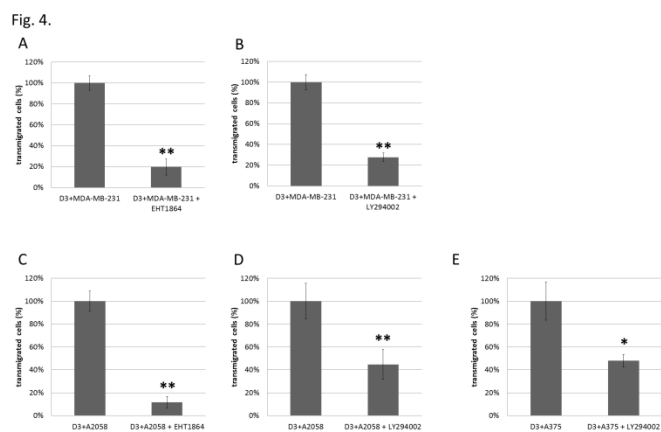 Fig. 4.
A
120%
100%
80%
60%
40%
20%
0%
transmigrated cells (%)
**
D3+MDA-MB-231
D3+MDA-MB-231 +
EHT1864
B
120%
100%
80%
60%
40%
20%
0%
transmigrated cells (%)
**
D3+MDA-MB-231
D3+MDA-MB-231 +
LY294002
C
120%
100%
80%
60%
40%
20%
0%
transmigrated cells (%)
**
D3+A2058
D3+A2058 + EHT1864
D
120%
100%
80%
60%
40%
20%
0%
transmigrated cells (%)
**
D3+A2058
D3+A2058 + LY294002
E
120%
100%
80%
60%
40%
20%
0%
transmigrated cells (%)
*
D3+A375
D3+A375 + LY294002